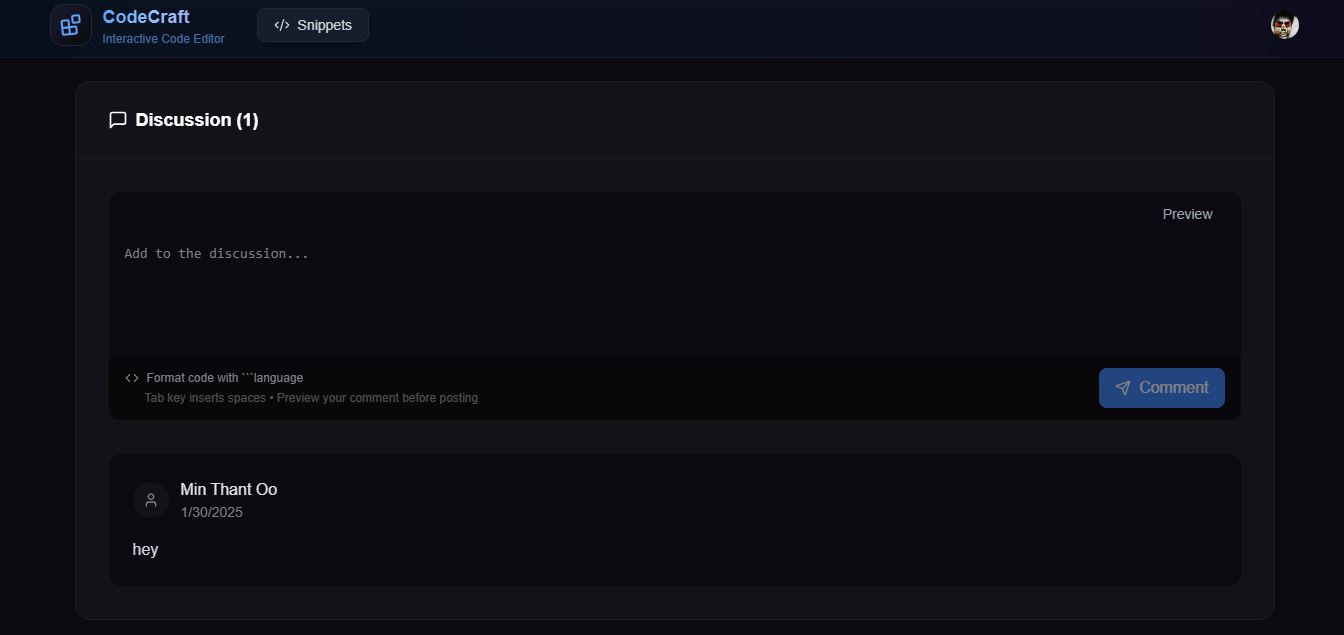 CodeCraft
Interactive Code Editor
Snippets
Discussion (1)
Preview
Add to the discussion...
Format code with ```language
Tab key inserts spaces • Preview your comment before posting
Comment
Min Thant Oo
1/30/2025
hey